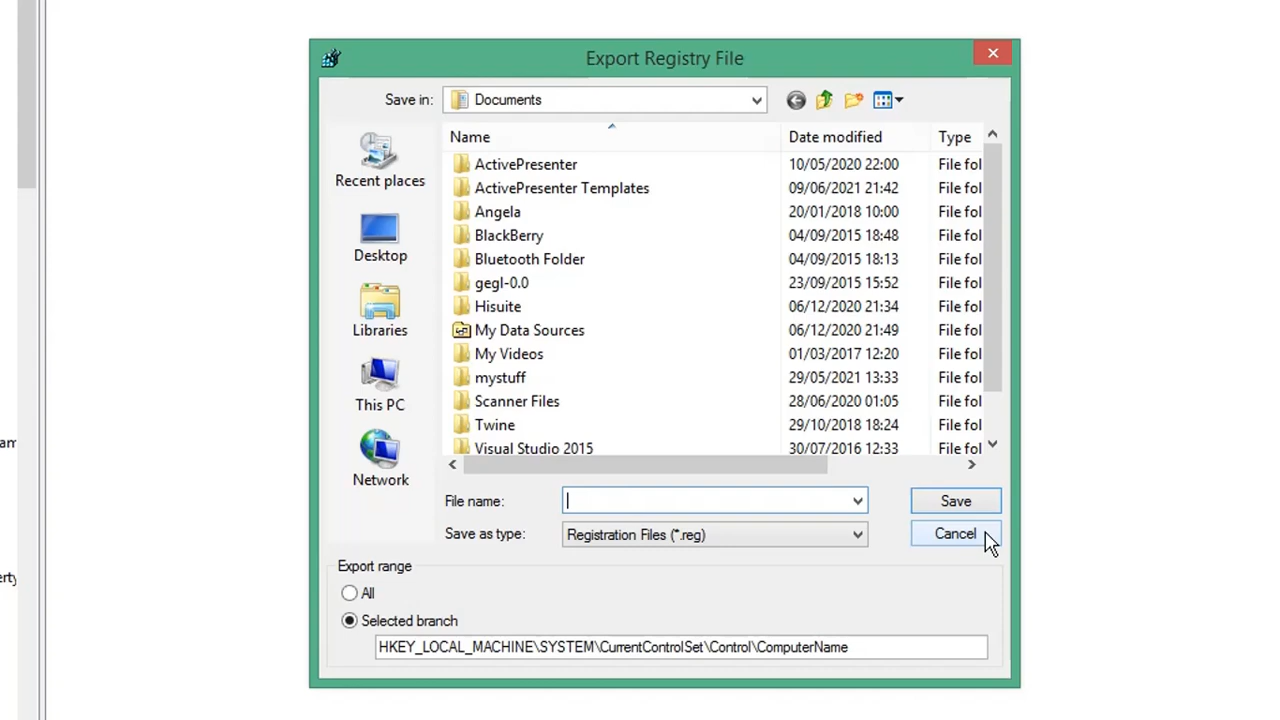 Export Registry File
Save in: Documents
Name Date modified Type
Recent places
Desktop
Libraries
This PC
Network
ActivePresenter 10/05/2020 22:00 File fol
ActivePresenter Templates 09/06/2021 21:42 File fol
Angela 20/01/2018 10:00 File fol
BlackBerry 04/09/2015 18:48 File fol
Bluetooth Folder 04/09/2015 18:13 File fol
gegl-0.0 23/09/2015 15:52 File fol
Hisuite 06/12/2020 21:34 File fol
My Data Sources 06/12/2020 21:49 File fol
My Videos 01/03/2017 12:20 File fol
mystuff 29/05/2021 13:33 File fol
Scanner Files 28/06/2020 01:05 File fol
Twine 29/10/2018 18:24 File fol
Visual Studio 2015 30/07/2016 12:33 File fol
File name: Save
Save as type: Registration Files (*.reg) Cancel
Export range
All
Selected branch
HKEY_LOCAL_MACHINE\SYSTEM\CurrentControlSet\Control\ComputerName
am
erty